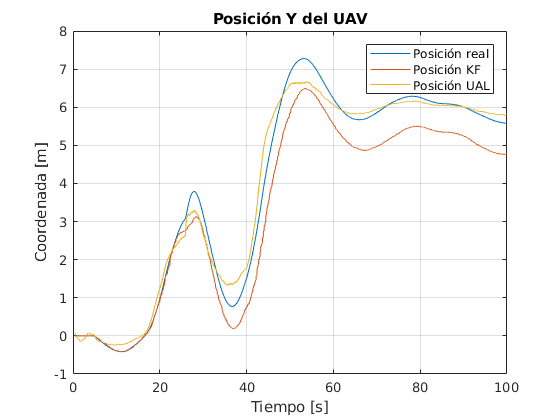 Posición Y del UAV
8
7
6
5
4
3
2
1
0
-1
Coordenada [m]
Posición real
Posición KF
Posición UAL
0 20 40 60 80 100
Tiempo [s]